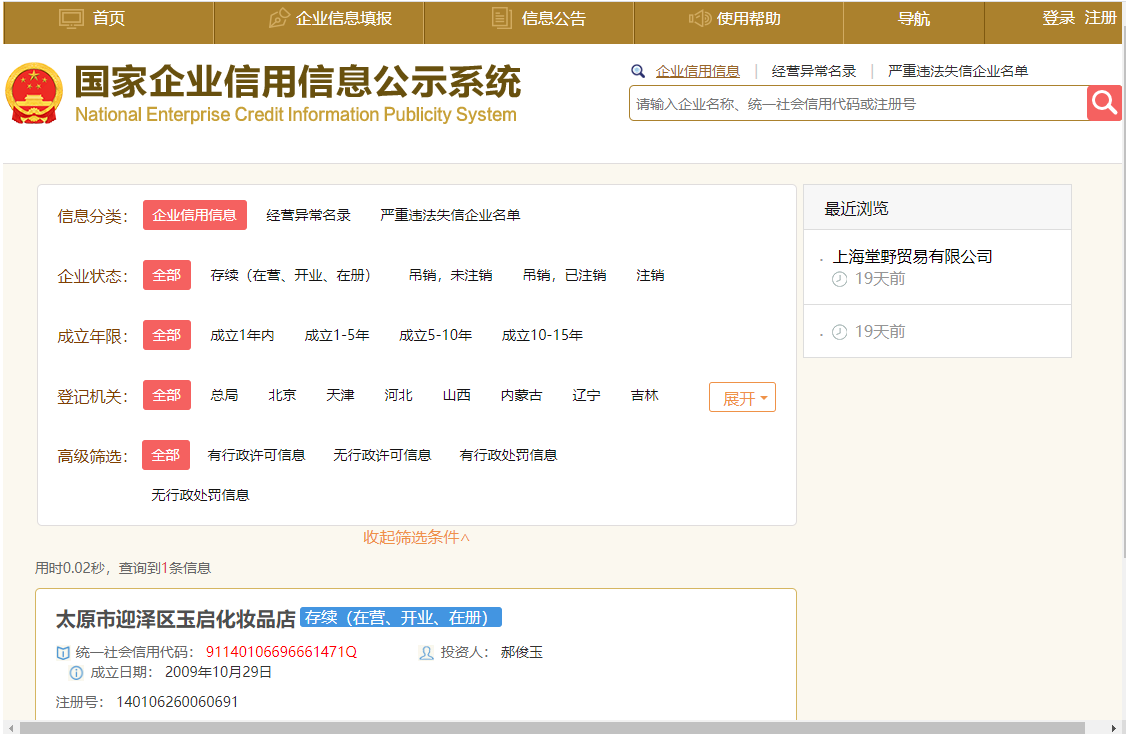 首页 企业信息填报 信息公告 使用帮助 导航 登录 注册
国家企业信用信息公示系统
National Enterprise Credit Information Publicity System
企业信用信息 | 经营异常名录 | 严重违法失信企业名单
请输入企业名称、统一社会信用代码或注册号
信息分类： 企业信用信息 经营异常名录 严重违法失信企业名单
企业状态： 全部 存续（在营、开业、在册） 吊销，未注销 吊销，已注销 注销
成立年限： 全部 成立1年内 成立1-5年 成立5-10年 成立10-15年
登记机关： 全部 总局 北京 天津 河北 山西 内蒙古 辽宁 吉林 展开
高级筛选： 全部 有行政许可信息 无行政许可信息 有行政处罚信息
无行政处罚信息
收起筛选条件^
最近浏览
上海堂野贸易有限公司
19天前
19天前
用时0.02秒，查询到1条信息
太原市迎泽区玉启化妆品店 存续（在营、开业、在册）
统一社会信用代码： 91140106696661471Q 投资人： 郝俊玉
成立日期： 2009年10月29日
注册号： 140106260060691